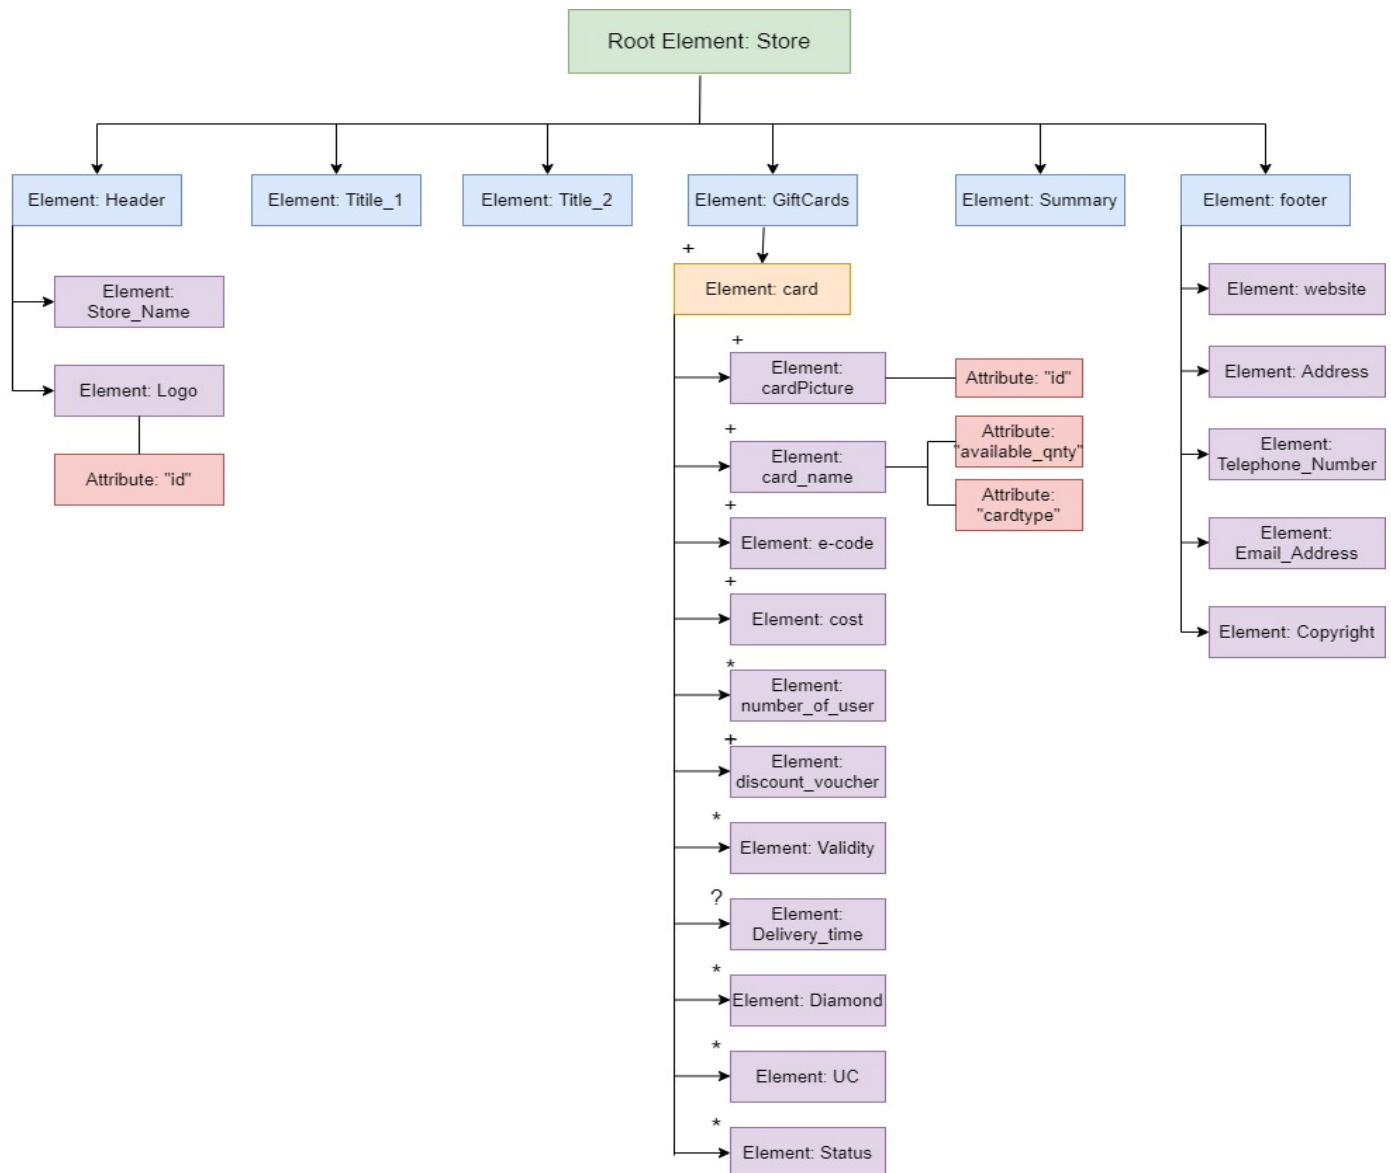 Root Element: Store
Element: Header
Element: Titile_1
Element: Title_2
Element: GiftCards
Element: Summary
Element: footer
Element:
Store_Name
Element: Logo
Attribute: "id"
+
Element: card
+
Element:
cardPicture
Attribute: "id"
+
Element:
card_name
Attribute:
"available_qnty"
Attribute:
"cardtype"
+
Element: e-code
+
Element: cost
*
Element:
number_of_user
+
Element:
discount_voucher
*
Element: Validity
?
Element:
Delivery_time
*
Element: Diamond
*
Element: UC
*
Element: Status
Element: website
Element: Address
Element:
Telephone_Number
Element:
Email_Address
Element: Copyright